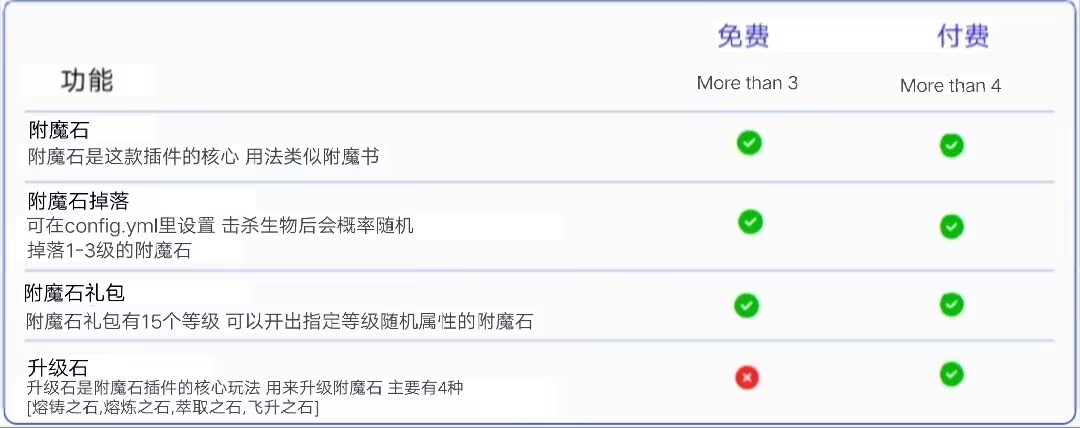 免费 付费
功能 More than 3 More than 4
附魔石
附魔石是这款插件的核心 用法类似附魔书
附魔石掉落
可在config.yml里设置 击杀生物后会概率随机
掉落1-3级的附魔石
附魔石礼包
附魔石礼包有15个等级 可以开出指定等级随机属性的附魔石
升级石
升级石是附魔石插件的核心玩法 用来升级附魔石 主要有4种
[熔铸之石,熔炼之石,萃取之石,飞升之石]